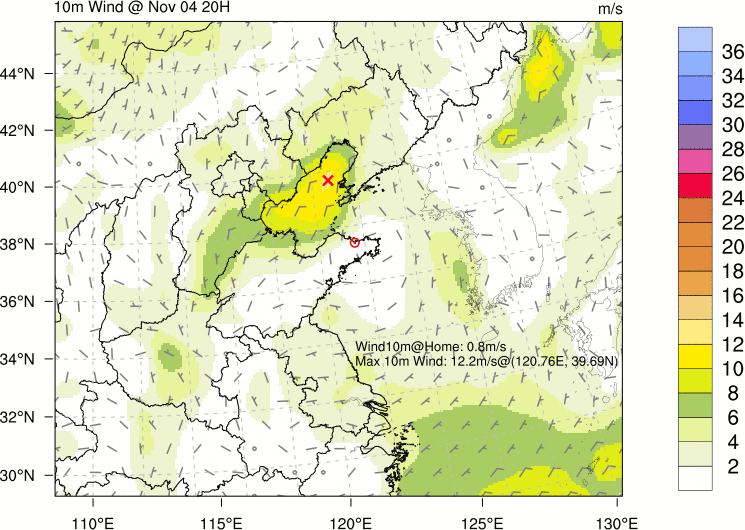 10m Wind @ Nov 04 20H
m/s
44°N
42°N
40°N
38°N
36°N
34°N
32°N
30°N
110°E
115°E
120°E
125°E
130°E
Wind10m@Home: 0.8m/s
Max 10m Wind: 12.2m/s@(120.76E, 39.69N)
36
34
32
30
28
26
24
22
20
18
16
14
12
10
8
6
4
2